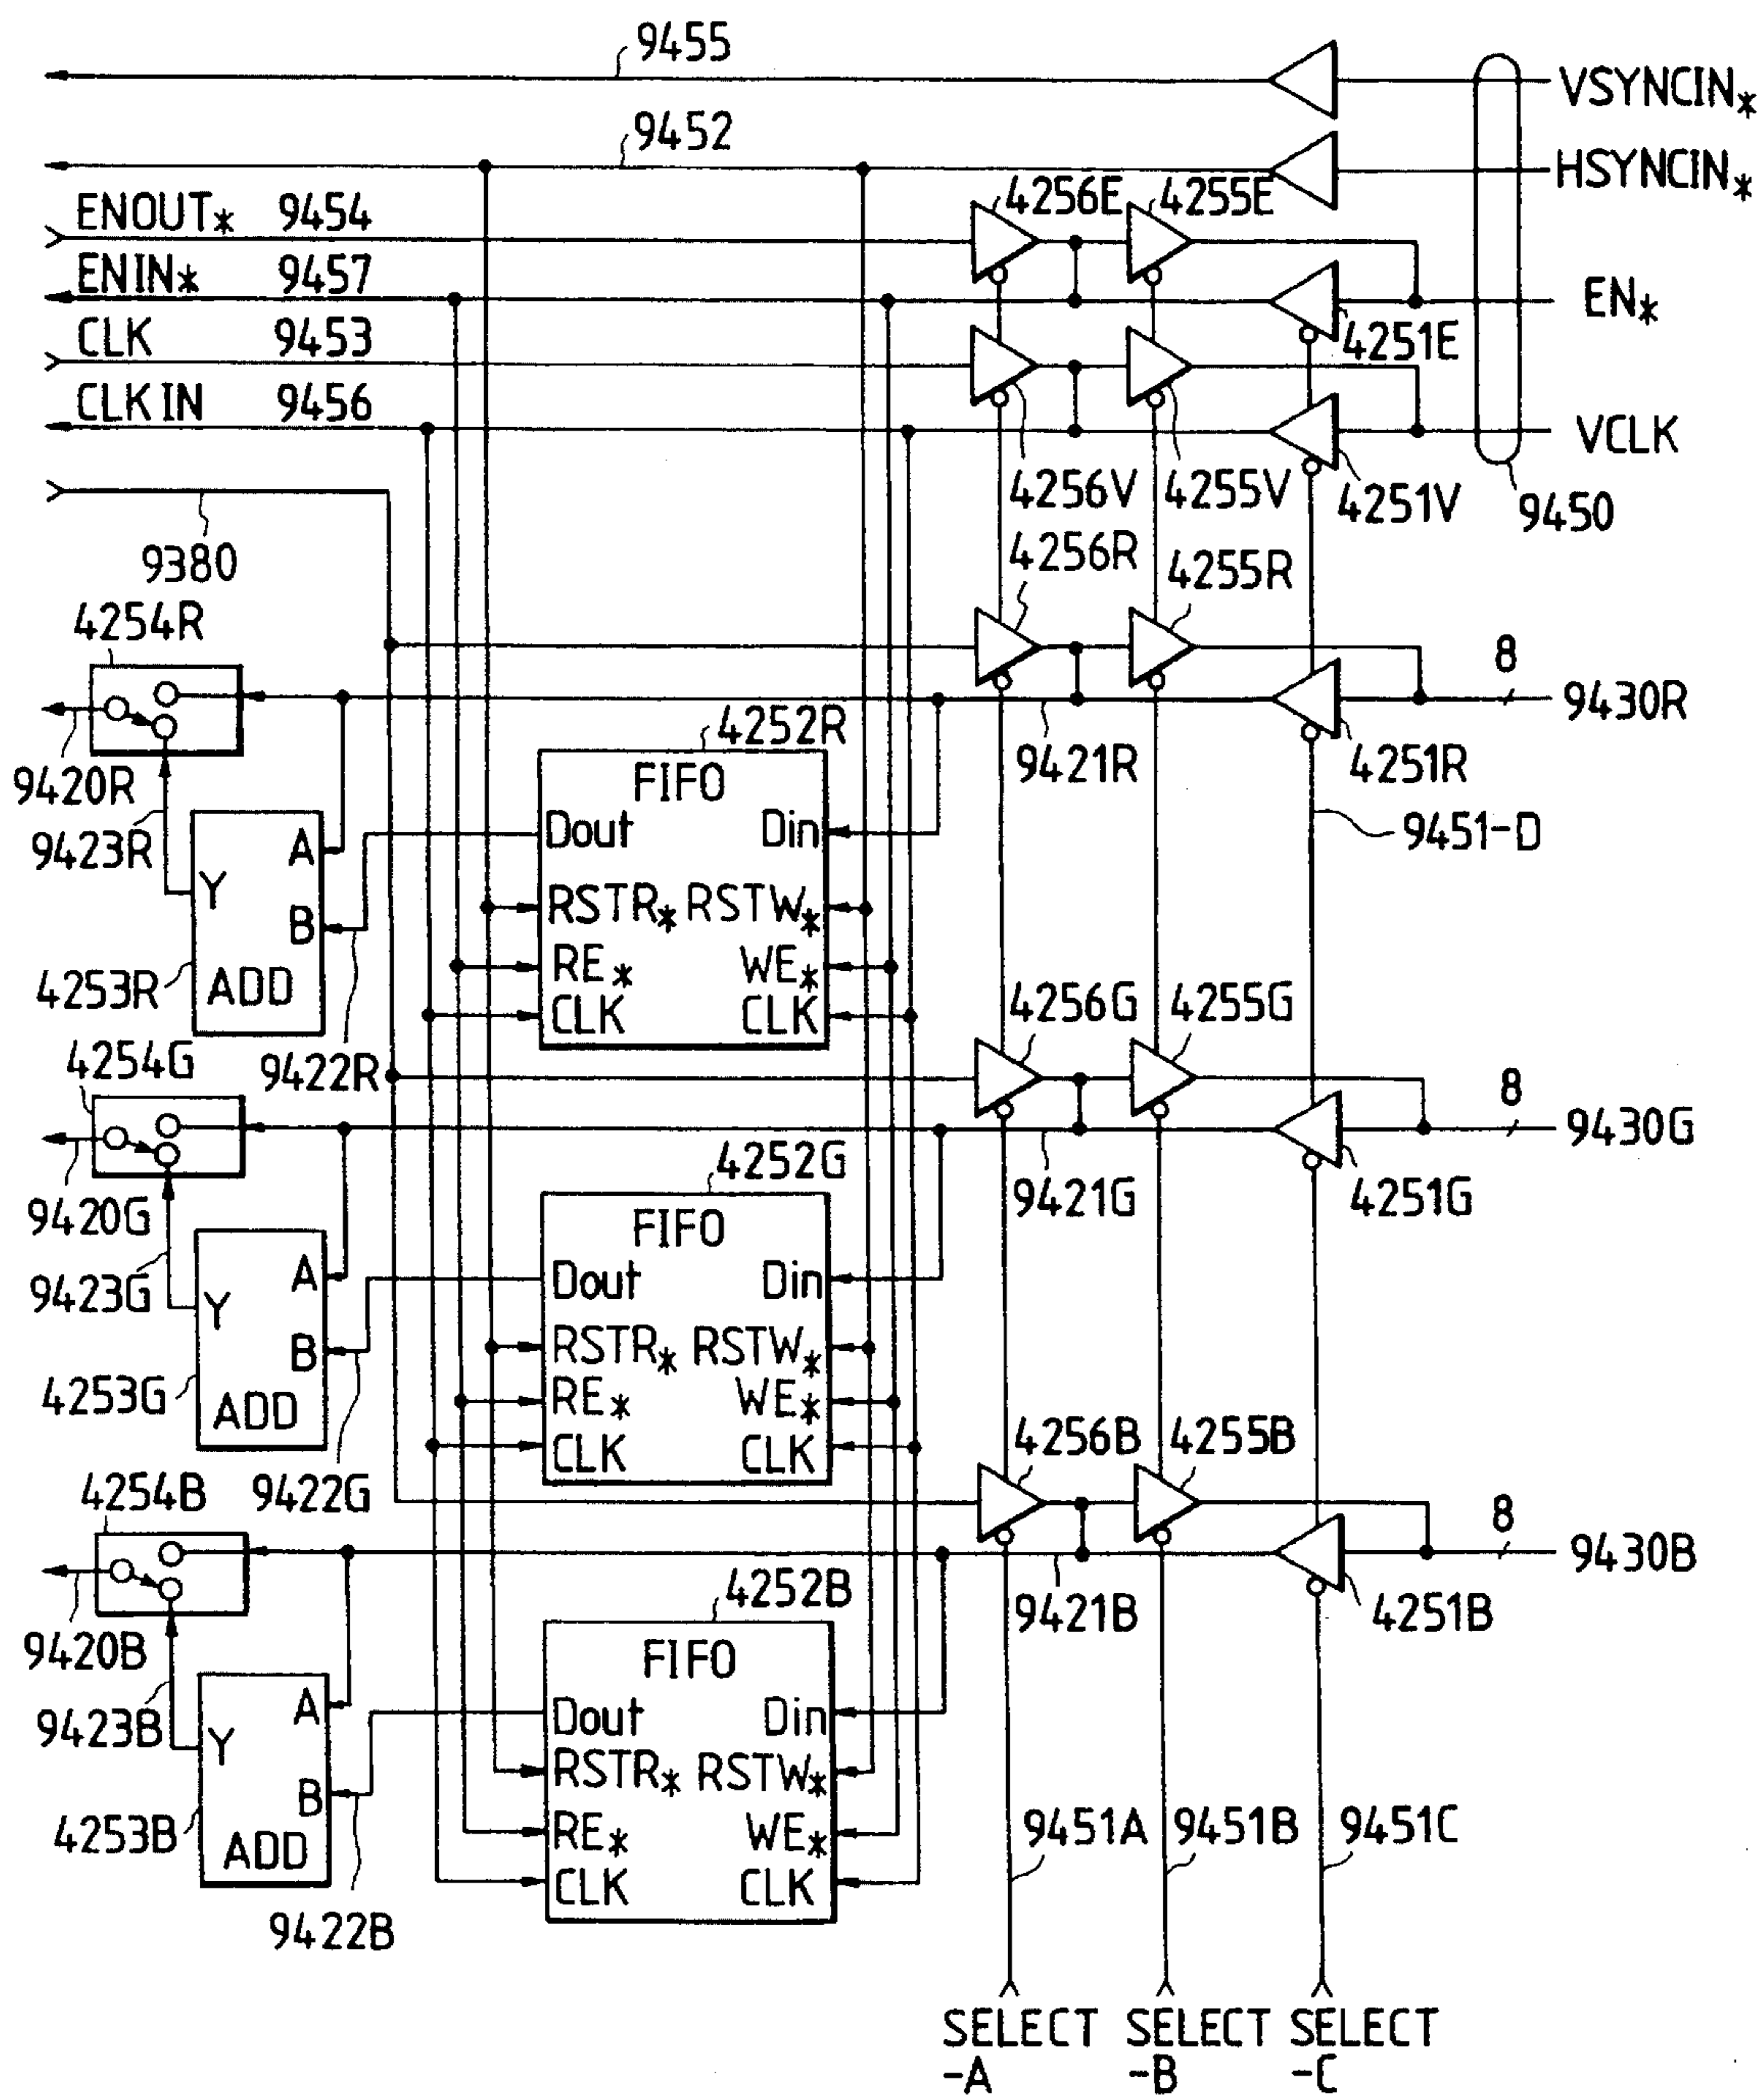 9455
VSYNCIN*
9452
HSYNCIN*
4256E
4255E
ENOUT* 9454
ENIN* 9457
EN*
4251E
CLK 9453
CLKIN 9456
VCLK
4256V
4255V
4251V
9450
9380
4256R
4255R
4254R
8
9430R
9420R
9421R
4251R
4252R
FIFO
Dout Din
RSTR* RSTW*
RE* WE*
CLK CLK
9423R
A
Y
B
ADD
4253R
9422R
9451-D
4256G
4255G
4254G
8
9430G
9420G
9421G
4251G
4252G
FIFO
Dout Din
RSTR* RSTW*
RE* WE*
CLK CLK
9423G
A
Y
B
ADD
4253G
9422G
4256B
4255B
4254B
8
9430B
9420B
9421B
4251B
4252B
FIFO
Dout Din
RSTR* RSTW*
RE* WE*
CLK CLK
9423B
A
Y
B
ADD
4253B
9422B
9451A
9451B
9451C
SELECT
-A
SELECT
-B
SELECT
-C